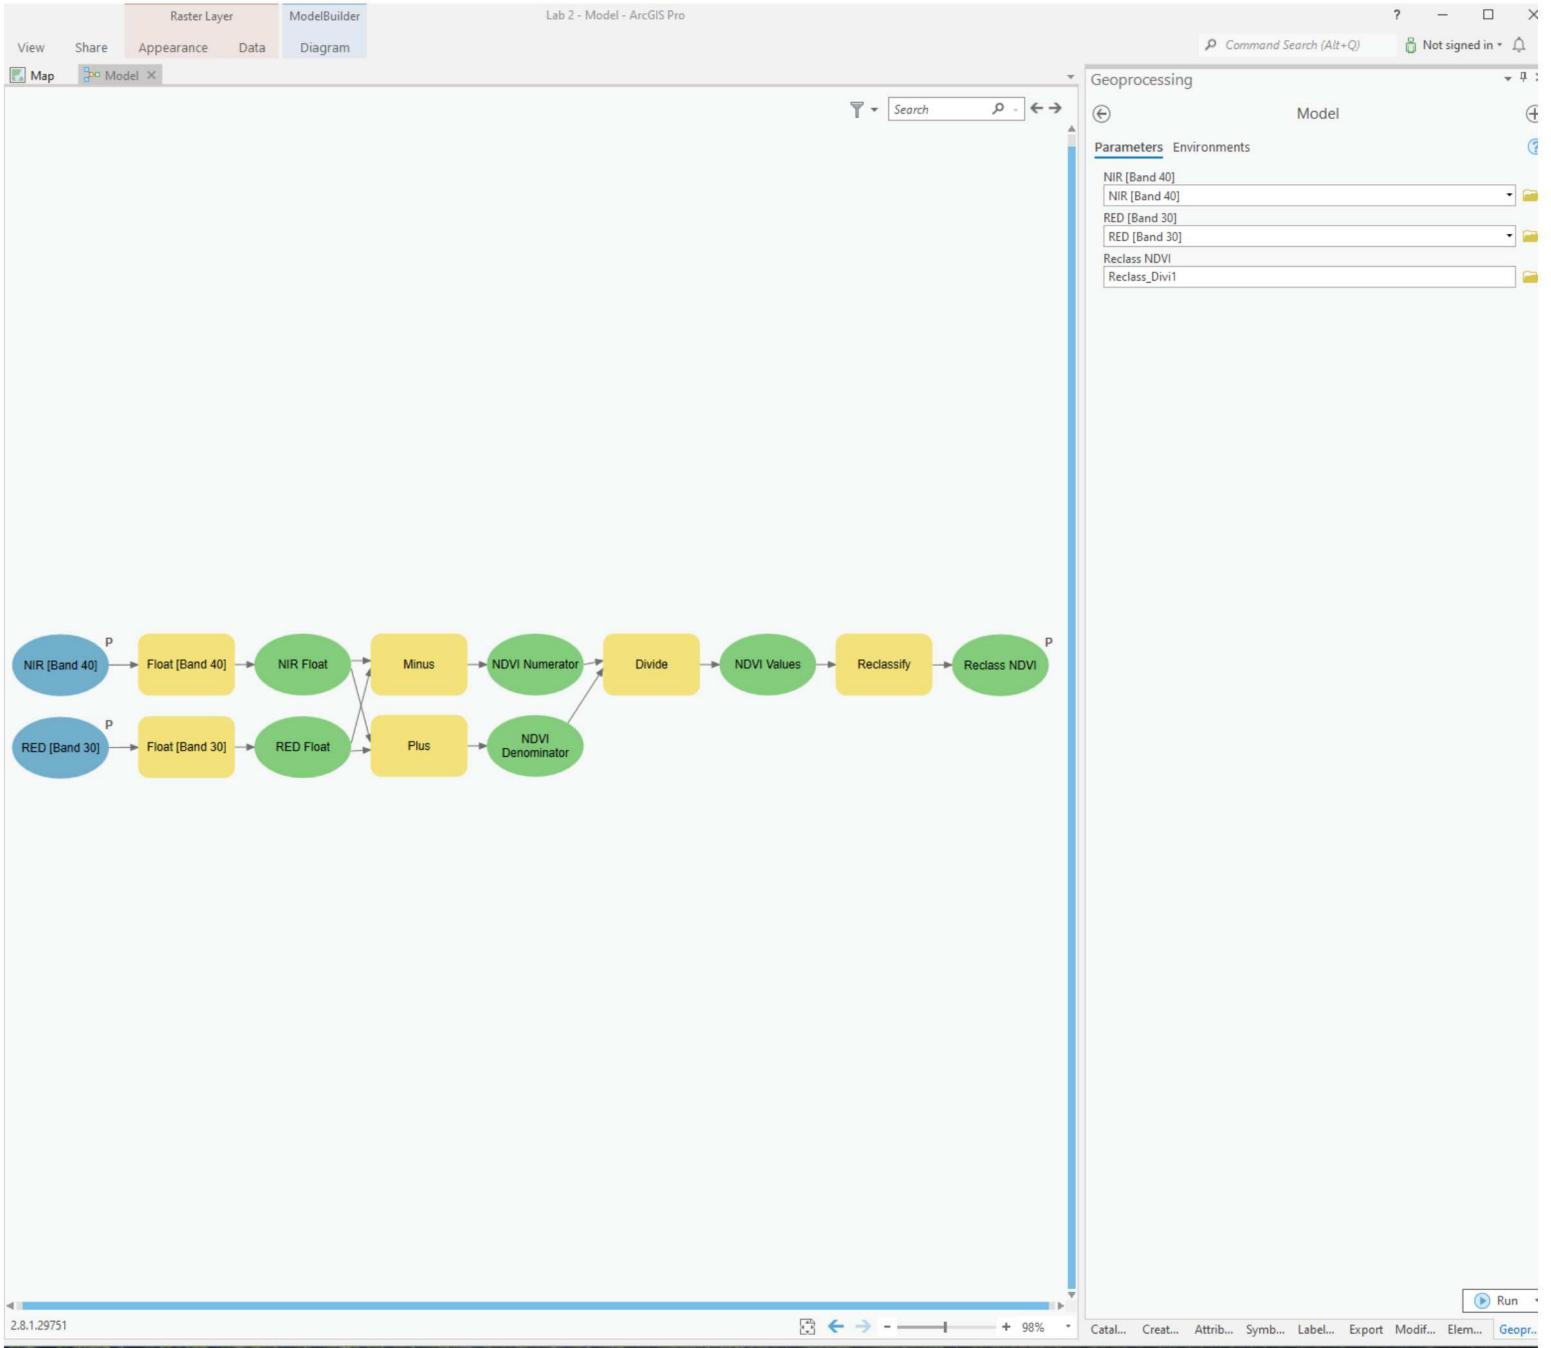 Raster Layer ModelBuilder Lab 2 - Model - ArcGIS Pro ?
View Share Appearance Data Diagram Command Search (Alt+Q) Not signed in
Map Model
Geoprocessing
Search
Model
Parameters Environments
NIR [Band 40]
NIR [Band 40]
RED [Band 30]
RED [Band 30]
Reclass NDVI
Reclass_Divi1
P P
NIR [Band 40] Float [Band 40] NIR Float Minus NDVI Numerator Divide NDVI Values Reclassify Reclass NDVI
P
RED [Band 30] Float [Band 30] RED Float Plus NDVI
Denominator
Run
2.8.1.29751 - + 98%
Catal... Creat... Attrib... Symb... Label... Export Modif... Elem... Geopr...